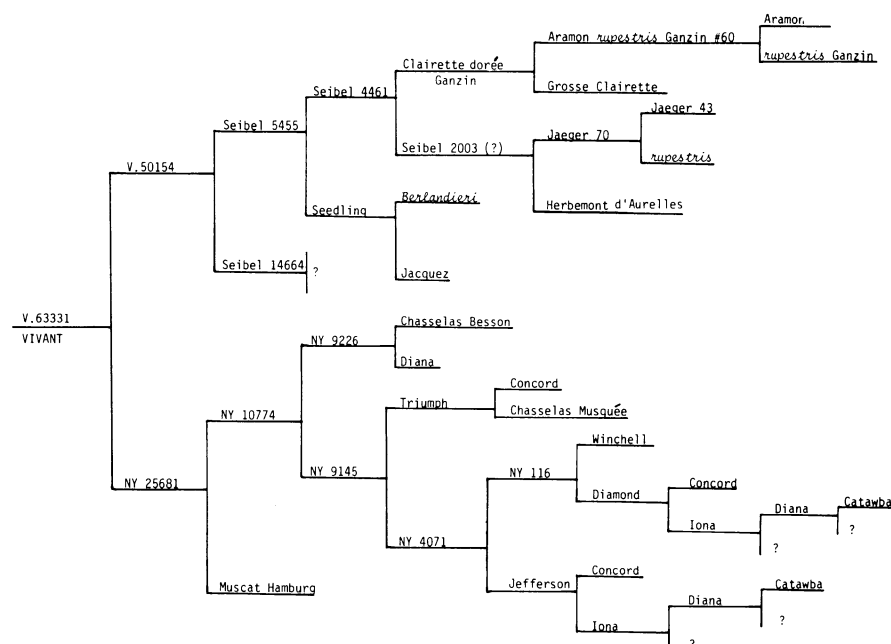 Aramor.
Aramon rupestris Ganzin #60
rupestris Ganzin
Clairette dorée
Ganzin
Grosse Clairette
Seibel 4461
Jaeger 43
Seibel 5455
Jaeger 70
Seibel 2003 (?)
rupestris
V.50154
Berlandieri
Seedling
Herbemont d'Aurelles
Seibel 14664
?
Jacquez
V.63331
VIVANT
Chasselas Besson
NY 9226
Diana
Concord
Triumph
Chasselas Musquée
NY 10774
Winchell
NY 9145
NY 116
NY 25681
Concord
Diamond
Catawba
Diana
Iona
?
?
NY 4071
Concord
Jefferson
Muscat Hamburg
Catawba
Diana
?
Iona
?